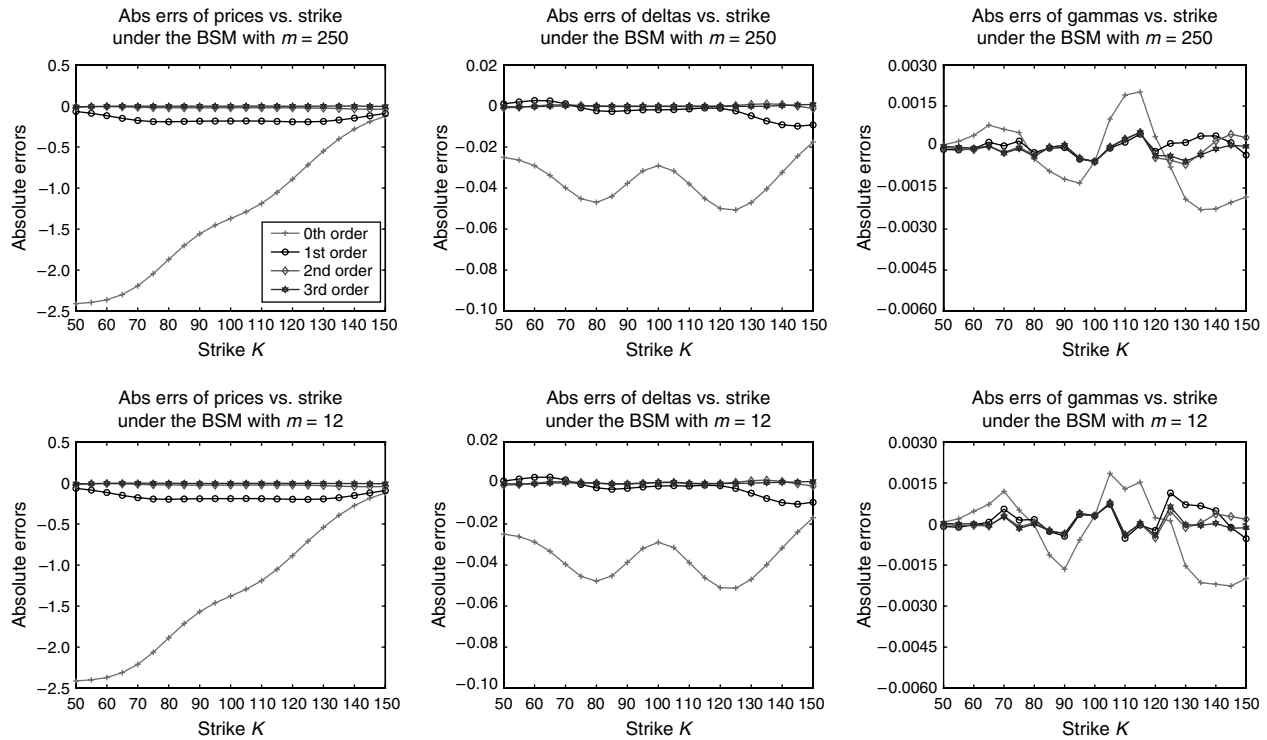 Abs errs of prices vs. strike
under the BSM with m = 250
0.5
0
−0.5
−1.0
−1.5
−2.0
−2.5
Absolute errors
0th order
1st order
2nd order
3rd order
50 60 70 80 90 100 110 120 130 140 150
Strike K
Abs errs of deltas vs. strike
under the BSM with m = 250
0.02
0
−0.02
−0.04
−0.06
−0.08
−0.10
Absolute errors
50 60 70 80 90 100 110 120 130 140 150
Strike K
Abs errs of gammas vs. strike
under the BSM with m = 250
0.0030
0.0015
0
−0.0015
−0.0030
−0.0045
−0.0060
Absolute errors
50 60 70 80 90 100 110 120 130 140 150
Strike K
Abs errs of prices vs. strike
under the BSM with m = 12
0.5
0
−0.5
−1.0
−1.5
−2.0
−2.5
Absolute errors
50 60 70 80 90 100 110 120 130 140 150
Strike K
Abs errs of deltas vs. strike
under the BSM with m = 12
0.02
0
−0.02
−0.04
−0.06
−0.08
−0.10
Absolute errors
50 60 70 80 90 100 110 120 130 140 150
Strike K
Abs errs of gammas vs. strike
under the BSM with m = 12
0.0030
0.0015
0
−0.0015
−0.0030
−0.0045
−0.0060
Absolute errors
50 60 70 80 90 100 110 120 130 140 150
Strike K